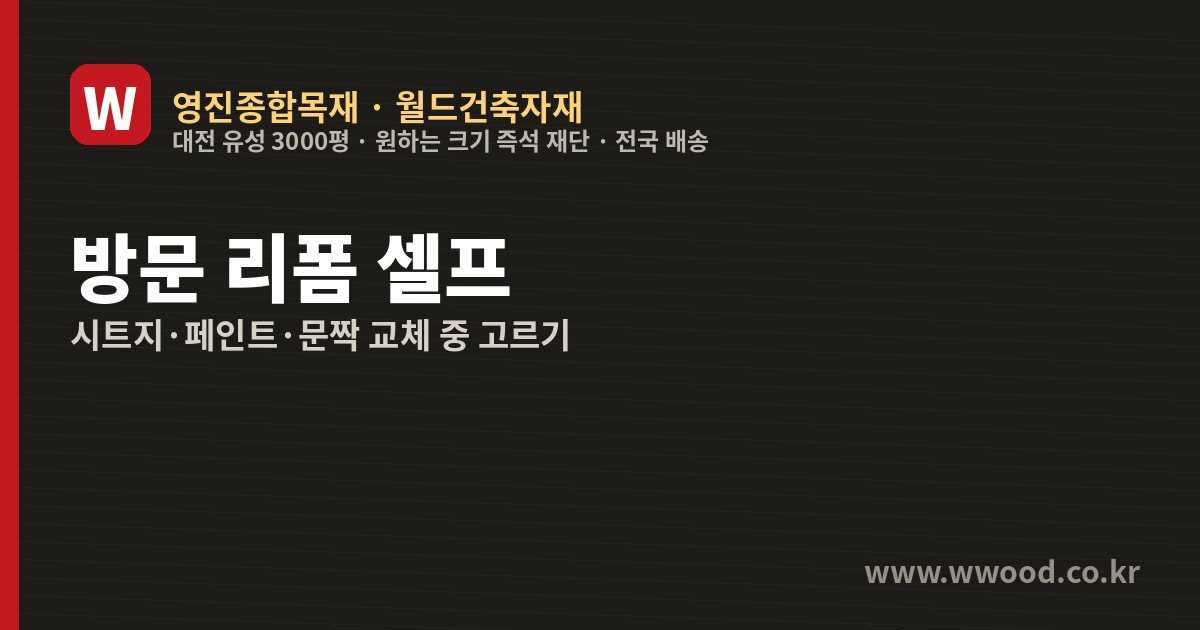 W
영진종합목재 · 월드건축자재
대전 유성 3000평 · 원하는 크기 즉석 재단 · 전국 배송
방문 리폼 셀프
시트지·페인트·문짝 교체 중 고르기
www.wwood.co.kr